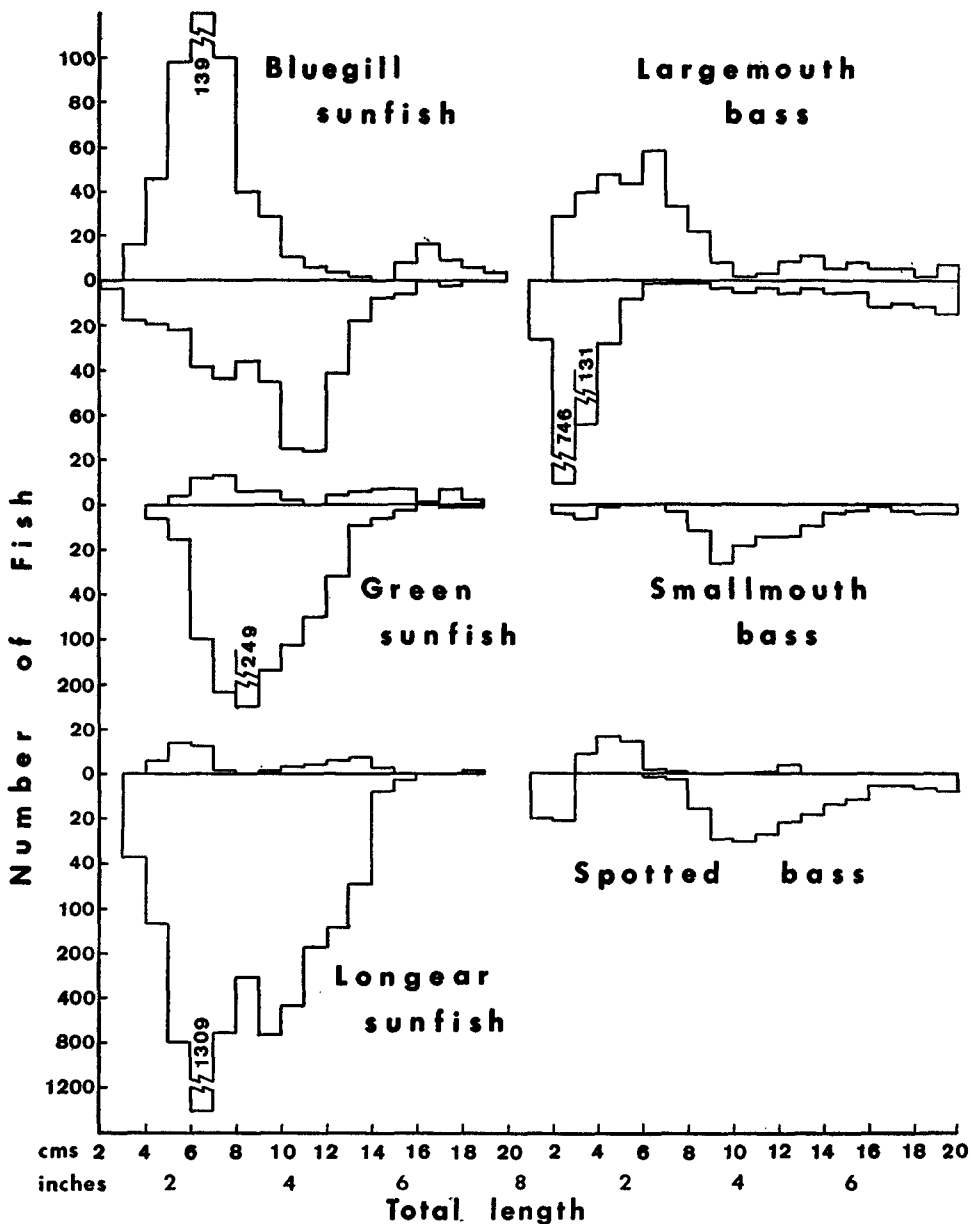 Bluegill
sunfish
Largemouth
bass
139
100
80
60
40
20
0
20
40
60
746
131
20
0
20
40
100
200
Green
sunfish
249
Smallmouth
bass
20
0
20
40
100
200
400
800
1200
Longear
sunfish
1309
Spotted bass
Number of Fish
cms 2 4 6 8 10 12 14 16 18 20 2 4 6 8 10 12 14 16 18 20
inches 2 4 6 8 2 4 6
Total length